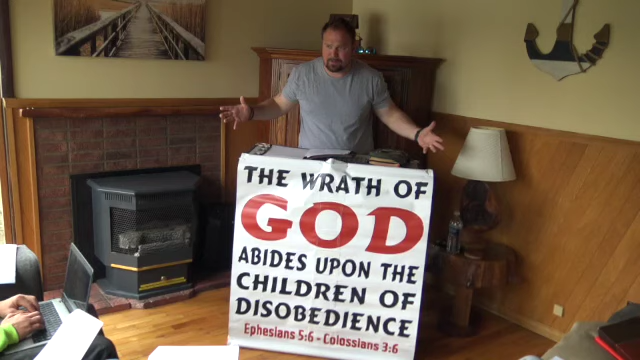 THE WRATH OF
GOD
ABIDES UPON THE
CHILDREN OF
DISOBEDIENCE
Ephesians 5:6 - Colossians 3:6